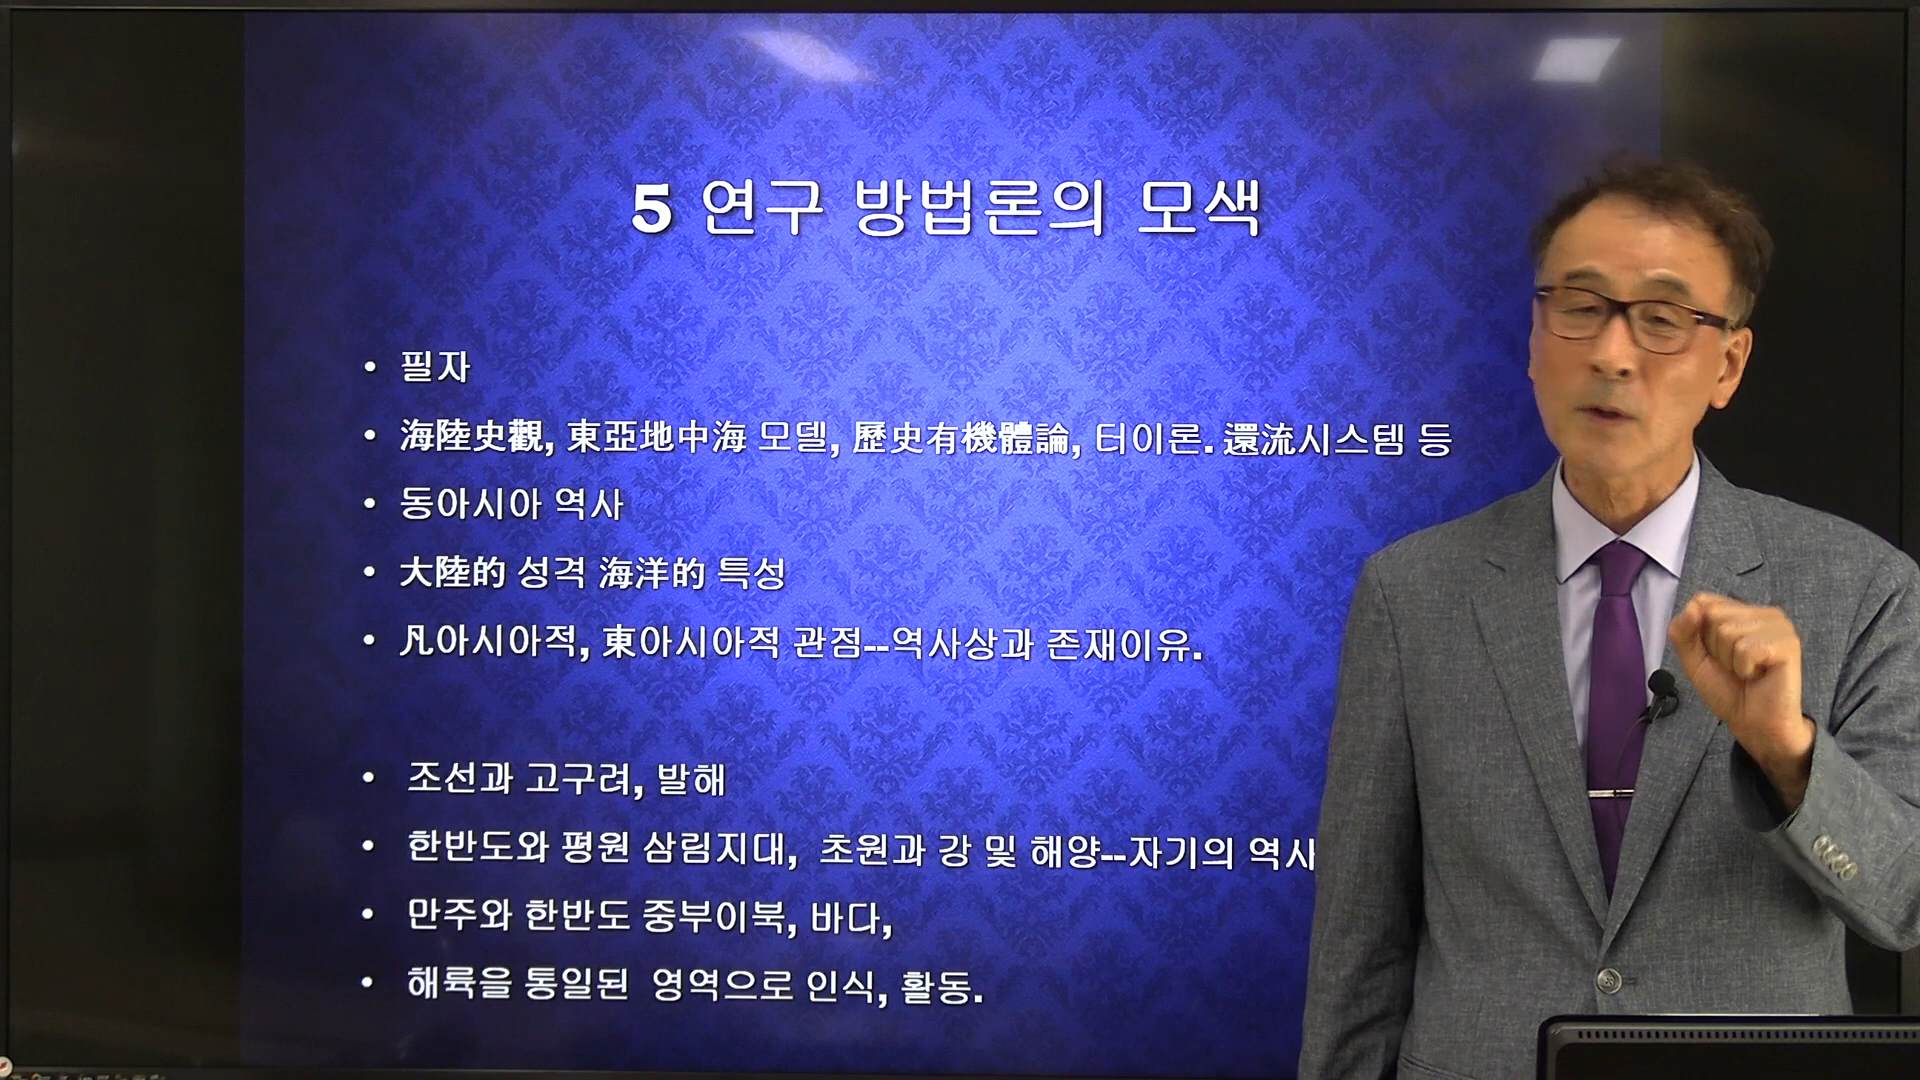 5 연구 방법론의 모색
• 필자
• 海陸史觀, 東亞地中海 모델, 歷史有機體論, 터이론. 還流시스템 등
• 동아시아 역사
• 大陸的 성격 海洋的 특성
• 凡아시아적, 東아시아적 관점--역사상과 존재이유.
• 조선과 고구려, 발해
• 한반도와 평원 삼림지대, 초원과 강 및 해양--자기의 역사
• 만주와 한반도 중부이북, 바다,
• 해륙을 통일된 영역으로 인식, 활동.